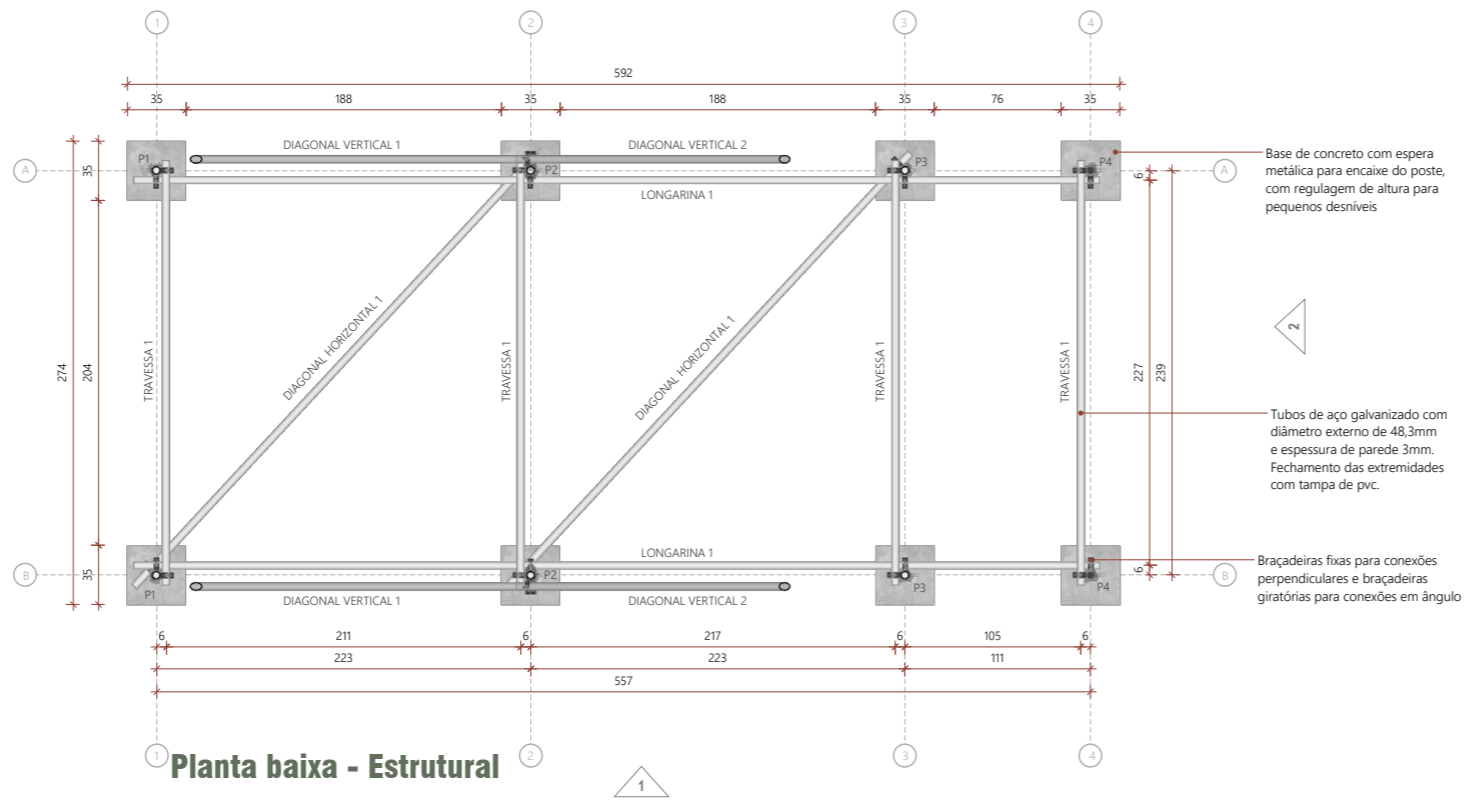 1 2 3 4
592
35 188 35 188 35 76 35
DIAGONAL VERTICAL 1 DIAGONAL VERTICAL 2
P1 P2 P3 P4
A A
LONGARINA 1
35
6
Base de concreto com espera
metálica para encaixe do poste,
com regulagem de altura para
pequenos desníveis
2
274 204
TRAVESSA 1
DIAGONAL HORIZONTAL 1
TRAVESSA 1
DIAGONAL HORIZONTAL 1
TRAVESSA 1
TRAVESSA 1
227 239
Tubos de aço galvanizado com
diâmetro externo de 48,3mm
e espessura de parede 3mm.
Fechamento das extremidades
com tampa de pvc.
LONGARINA 1
35
6
B B
P1 P2 P3 P4
DIAGONAL VERTICAL 1 DIAGONAL VERTICAL 2
Braçadeiras fixas para conexões
perpendiculares e braçadeiras
giratórias para conexões em ângulo
6 211 6 217 6 105 6
223 223 111
557
1 2 3 4
Planta baixa - Estrutural
1